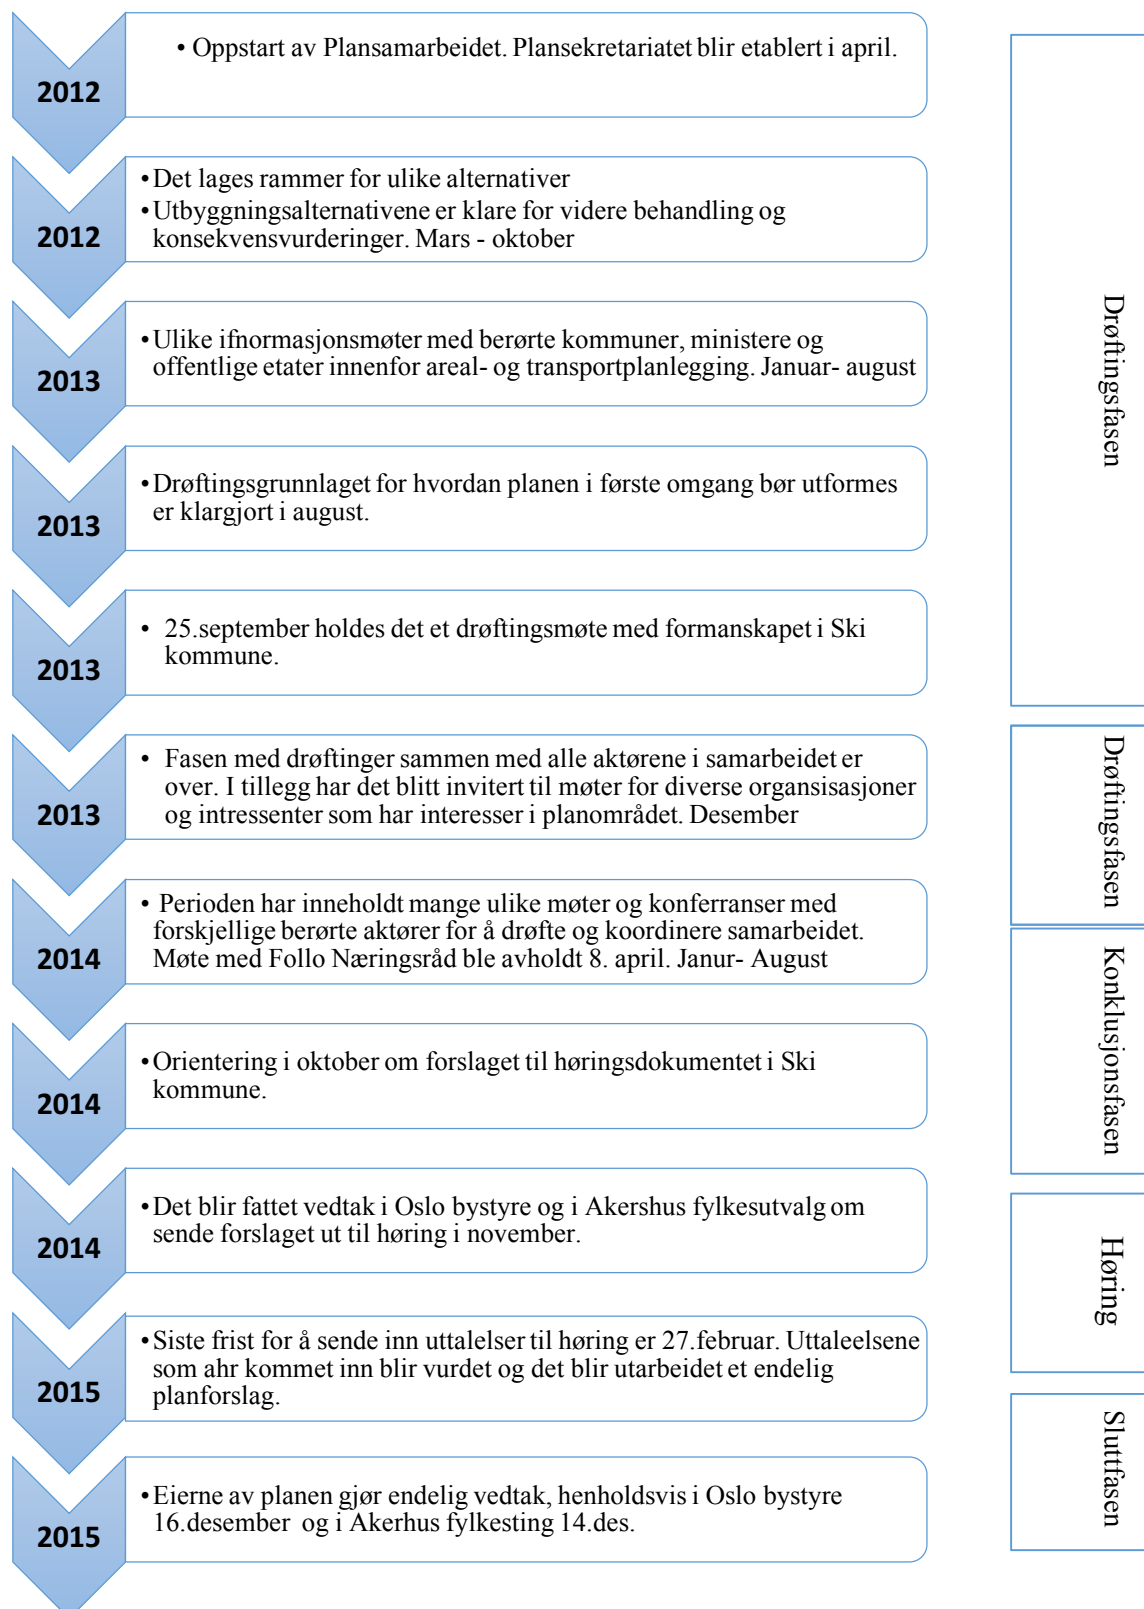 2012
• Oppstart av Plansamarbeidet. Plansekretariatet blir etablert i april.
2012
• Det lages rammer for ulike alternativer
• Utbyggningsalternativene er klare for videre behandling og
konsekvensvurderinger. Mars - oktober
2013
• Ulike ifnormasjonsmøter med berørte kommuner, ministere og
offentlige etater innenfor areal- og transportplanlegging. Januar- august
2013
• Drøftingsgrunnlaget for hvordan planen i første omgang bør utformes
er klargjort i august.
2013
• 25.september holdes det et drøftingsmøte med formanskapet i Ski
kommune.
2013
• Fasen med drøftinger sammen med alle aktørene i samarbeidet er
over. I tillegg har det blitt invitert til møter for diverse organsisasjoner
og intressenter som har interesser i planområdet. Desember
2014
• Perioden har inneholdt mange ulike møter og konferranser med
forskjellige berørte aktører for å drøfte og koordinere samarbeidet.
Møte med Follo Næringsråd ble avholdt 8. april. Janur- August
2014
• Orientering i oktober om forslaget til høringsdokumentet i Ski
kommune.
2014
• Det blir fattet vedtak i Oslo bystyre og i Akershus fylkesutvalg om
sende forslaget ut til høring i november.
2015
• Siste frist for å sende inn uttalelser til høring er 27.februar. Uttaleelsene
som ahr kommet inn blir vurdet og det blir utarbeidet et endelig
planforslag.
2015
• Eierne av planen gjør endelig vedtak, henholdsvis i Oslo bystyre
16.desember og i Akerhus fylkesting 14.des.
Drøftingsfasen
Drøftingsfasen
Konklusjonsfasen
Høring
Sluttfasen